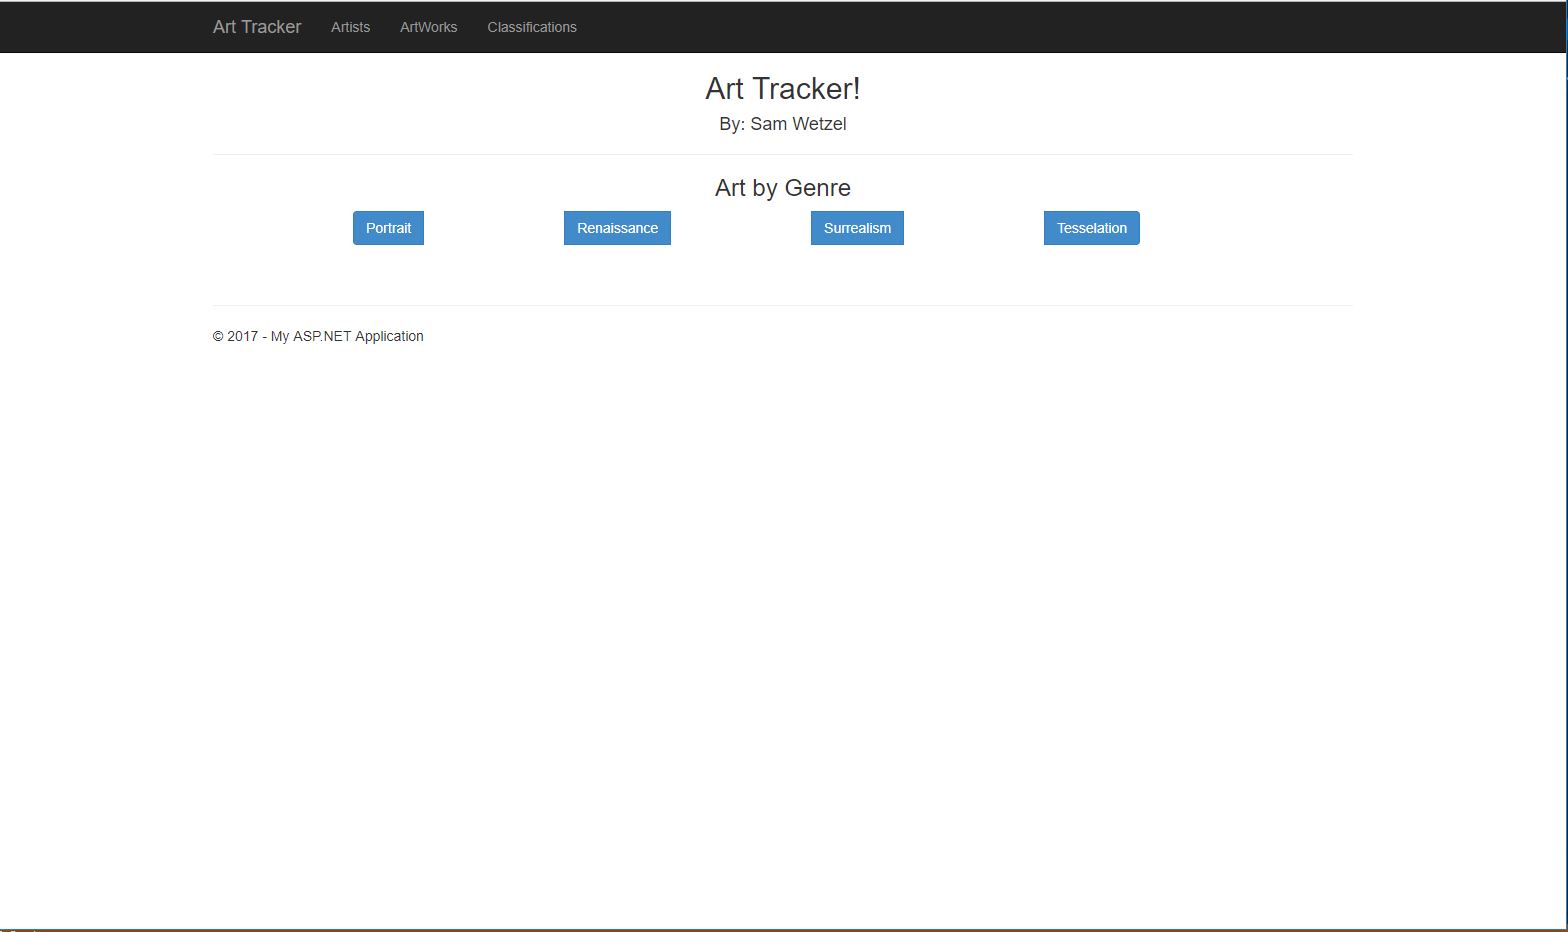 Art Tracker Artists ArtWorks Classifications
Art Tracker!
By: Sam Wetzel
Art by Genre
Portrait Renaissance Surrealism Tesselation
© 2017 - My ASP.NET Application